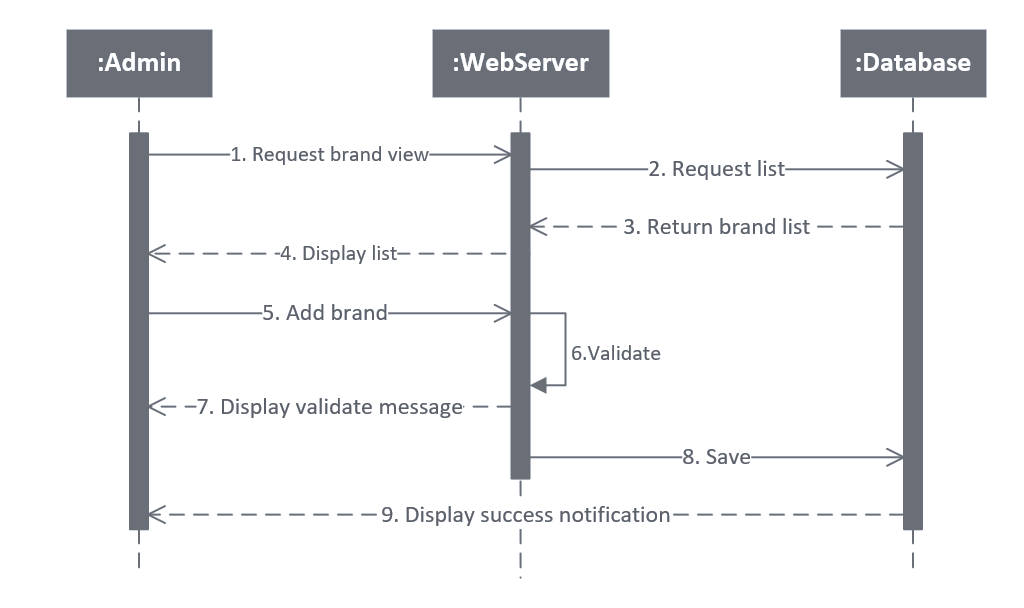 :Admin
:WebServer
:Database
1. Request brand view
2. Request list
3. Return brand list
4. Display list
5. Add brand
6.Validate
7. Display validate message
8. Save
9. Display success notification